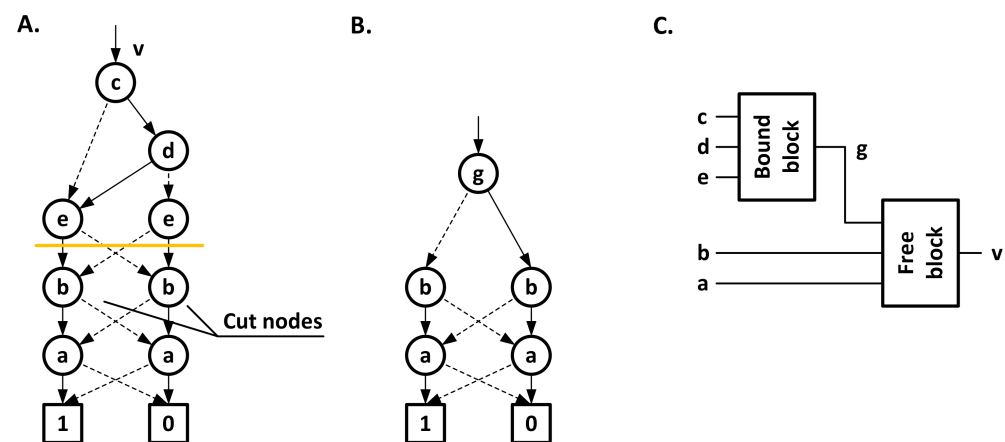 A.
v
c
d
e e
b b
Cut nodes
a a
1 0
B.
g
b b
a a
1 0
C.
c
d
e
Bound block
g
b
a
Free block
v